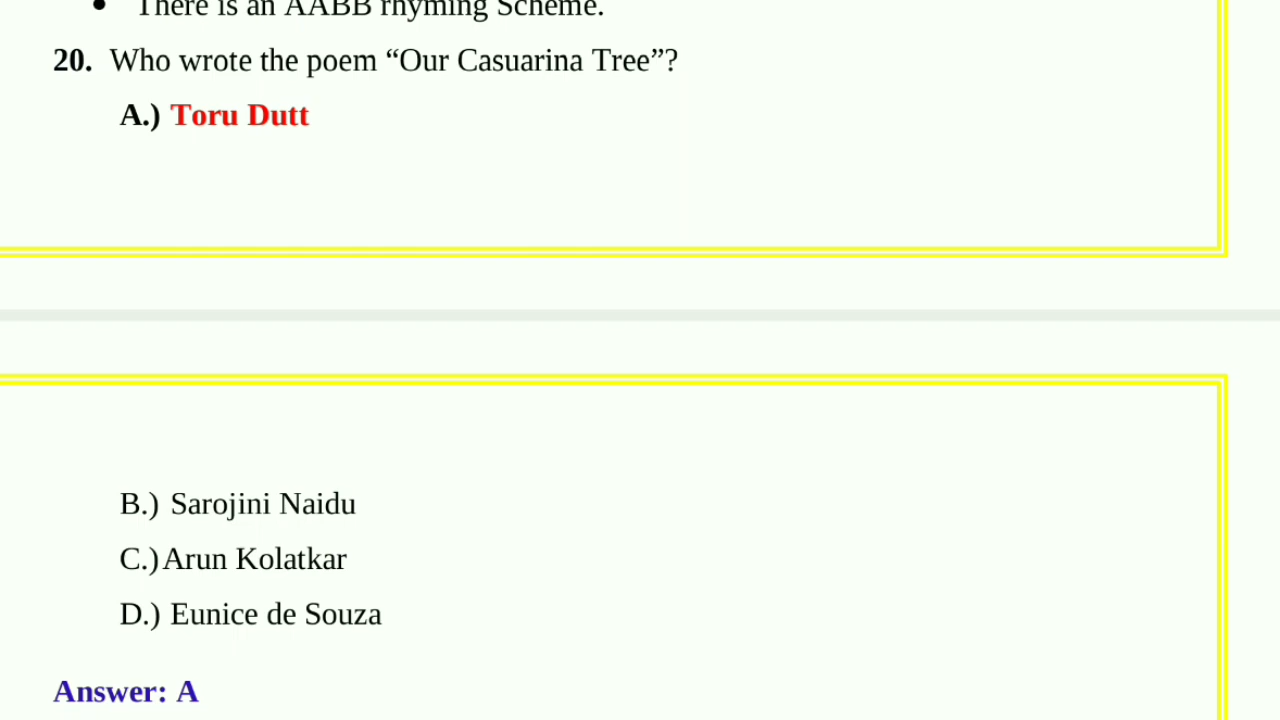 • There is an AABB rhyming Scheme.
20. Who wrote the poem “Our Casuarina Tree”?
A.) Toru Dutt
B.) Sarojini Naidu
C.) Arun Kolatkar
D.) Eunice de Souza
Answer: A